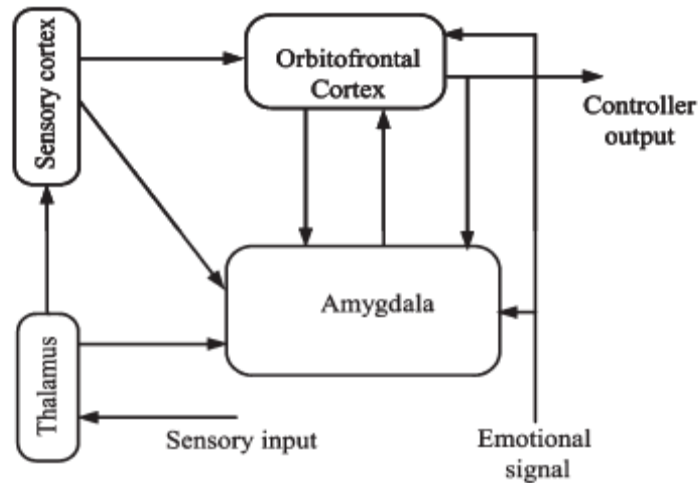 Sensory cortex
Orbitofrontal
Cortex
Controller
output
Amygdala
Thalamus
Sensory input
Emotional
signal